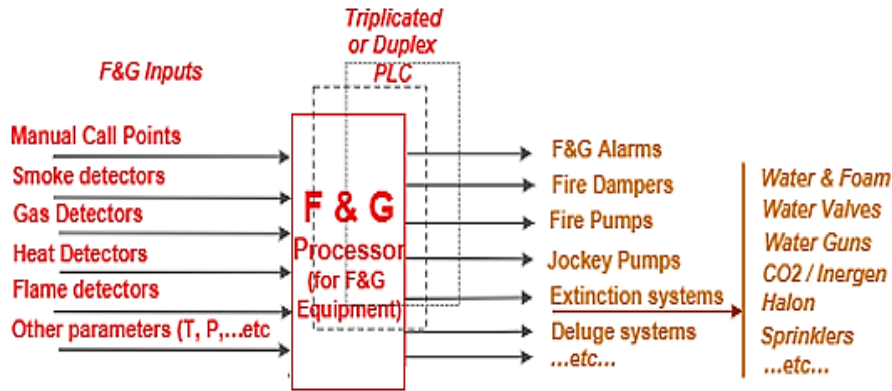 Triplicated
or Duplex
PLC
F&G Inputs
Manual Call Points
Smoke detectors
Gas Detectors
Heat Detectors
Flame detectors
Other parameters (T, P,...etc
F & G
Processor
(for F&G
Equipment)
F&G Alarms
Fire Dampers
Fire Pumps
Jockey Pumps
Extinction systems
Deluge systems
...etc...
Water & Foam
Water Valves
Water Guns
CO2 / Inergen
Halon
Sprinklers
...etc...